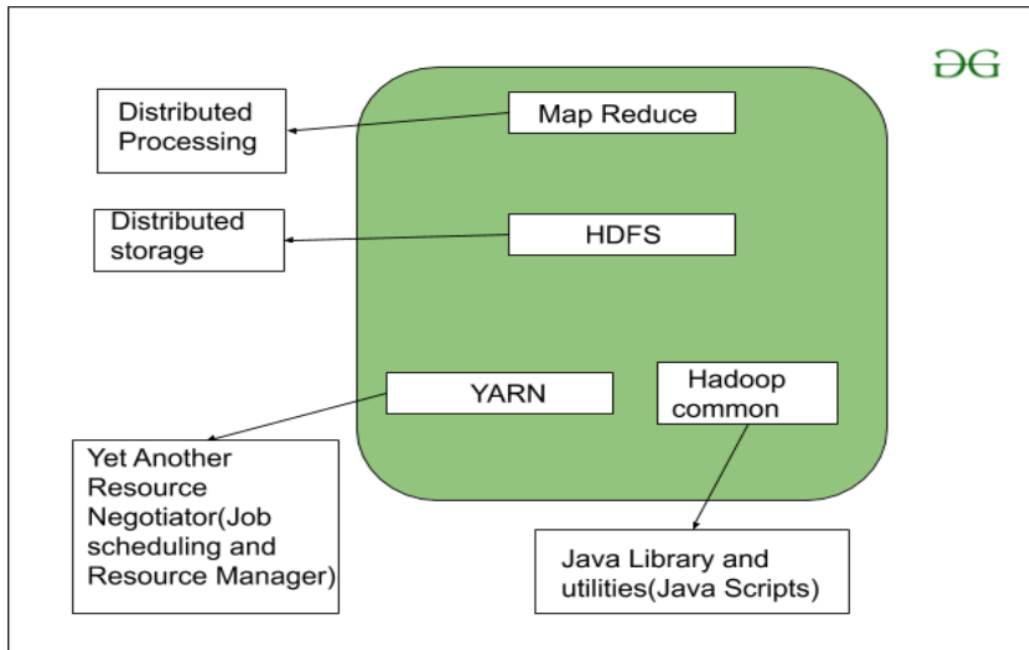 Distributed
Processing
Map Reduce
Distributed
storage
HDFS
YARN
Hadoop
common
Yet Another
Resource
Negotiator(Job
scheduling and
Resource Manager)
Java Library and
utilities(Java Scripts)